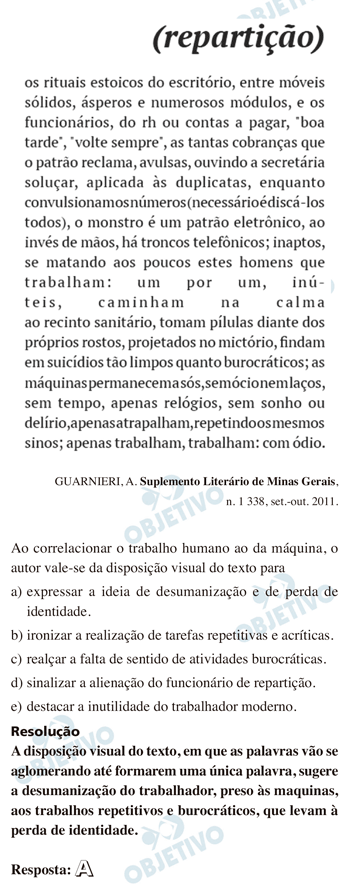 (repartição)
os rituais estoicos do escritório, entre móveis
sólidos, ásperos e numerosos módulos, e os
funcionários, do rh ou contas a pagar, "boa
tarde", "volte sempre", as tantas cobranças que
o patrão reclama, avulsas, ouvindo a secretária
soluçar, aplicada às duplicatas, enquanto
convulsionamosnúmeros(necessárioédiscá-los
todos), o monstro é um patrão eletrônico, ao
invés de mãos, há troncos telefônicos; inaptos,
se matando aos poucos estes homens que
trabalham: um por um, inú-
teis, caminham na calma
ao recinto sanitário, tomam pílulas diante dos
próprios rostos, projetados no mictório, findam
em suicídios tão limpos quanto burocráticos; as
máquinaspermanecemasós,semócionemlaços,
sem tempo, apenas relógios, sem sonho ou
delírio,apenasatrapalham,repetindoosmesmos
sinos; apenas trabalham, trabalham: com ódio.
GUARNIERI, A. Suplemento Literário de Minas Gerais,
n. 1 338, set.-out. 2011.
Ao correlacionar o trabalho humano ao da máquina, o
autor vale-se da disposição visual do texto para
a) expressar a ideia de desumanização e de perda de
identidade.
b) ironizar a realização de tarefas repetitivas e acríticas.
c) realçar a falta de sentido de atividades burocráticas.
d) sinalizar a alienação do funcionário de repartição.
e) destacar a inutilidade do trabalhador moderno.
Resolução
A disposição visual do texto, em que as palavras vão se
aglomerando até formarem uma única palavra, sugere
a desumanização do trabalhador, preso às maquinas,
aos trabalhos repetitivos e burocráticos, que levam à
perda de identidade.
Resposta: A
OBJETIVO
OBJETIVO
OBJETIVO
OBJETIVO